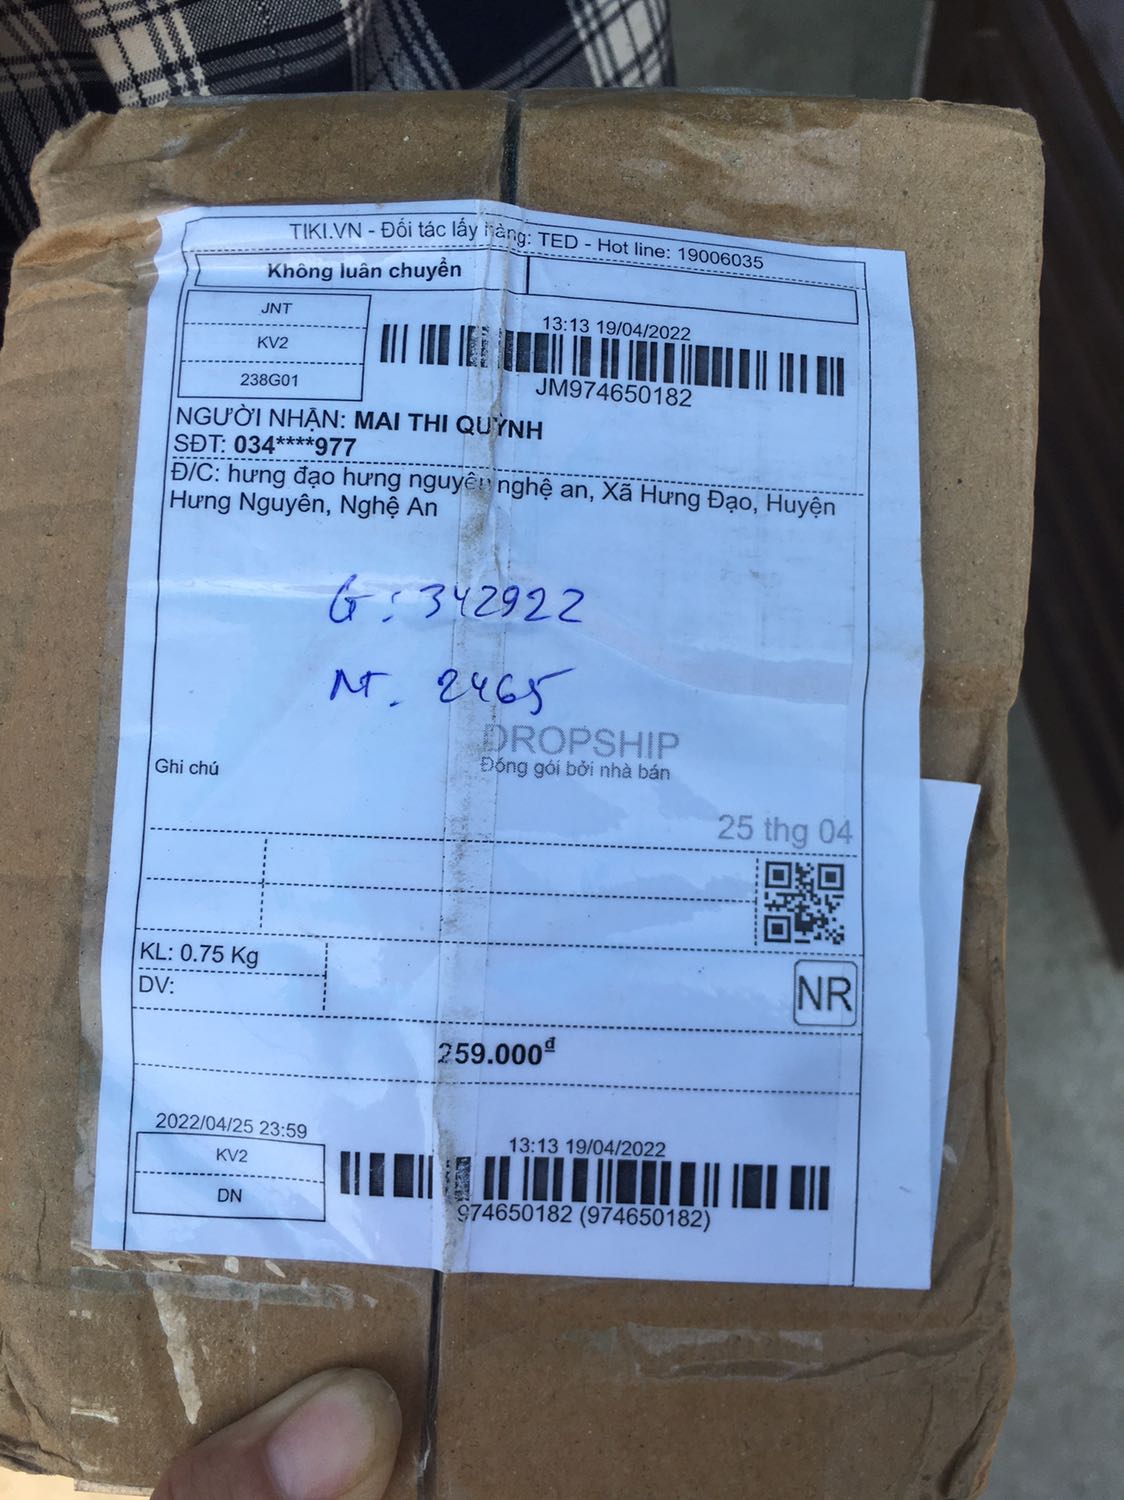 TIKI.VN - Đối tác lấy hàng: TED - Hot line: 19006035
Không luân chuyển
JNT
KV2
238G01
13:13 19/04/2022
JM974650182
NGƯỜI NHẬN: MAI THI QUỲNH
SĐT: 034****977
Đ/C: hưng đạo hưng nguyên nghệ an, Xã Hưng Đạo, Huyện
Hưng Nguyên, Nghệ An
G: 342922
NT. 2465
DROPSHIP
Đóng gói bởi nhà bán
Ghi chú
25 thg 04
KL: 0.75 Kg
DV:
NR
259.000đ
2022/04/25 23:59
KV2
DN
13:13 19/04/2022
974650182 (974650182)